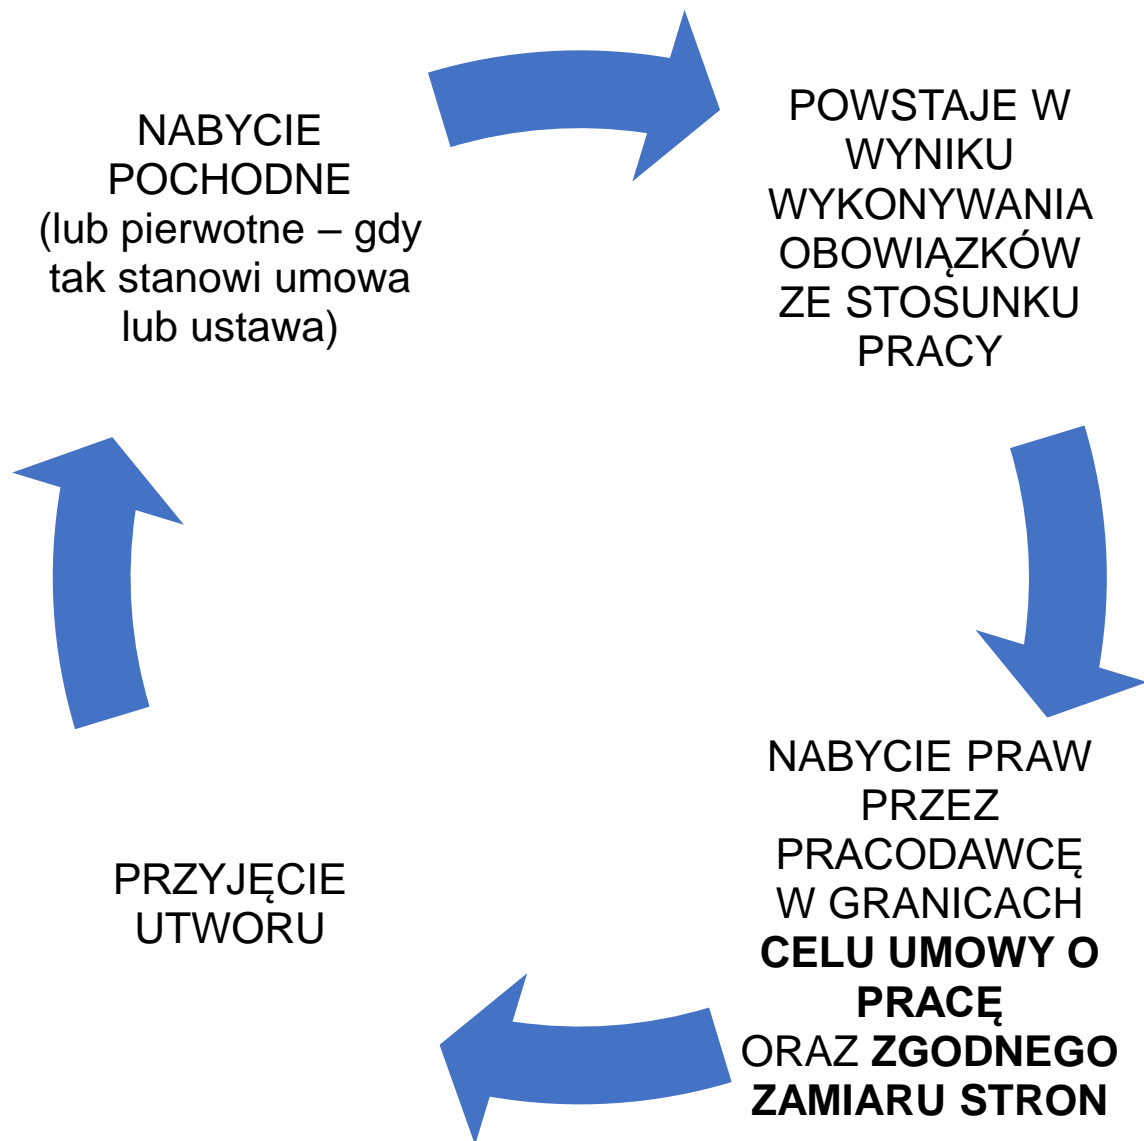 NABYCIE
POCHODNE
(lub pierwotne – gdy
tak stanowi umowa
lub ustawa)
POWSTAJE W
WYNIKU
WYKONYWANIA
OBOWIĄZKÓW
ZE STOSUNKU
PRACY
NABYCIE PRAW
PRZEZ
PRACODAWCĘ
W GRANICACH
CELU UMOWY O
PRACĘ
ORAZ ZGODNEGO
ZAMIARU STRON
PRZYJĘCIE
UTWORU